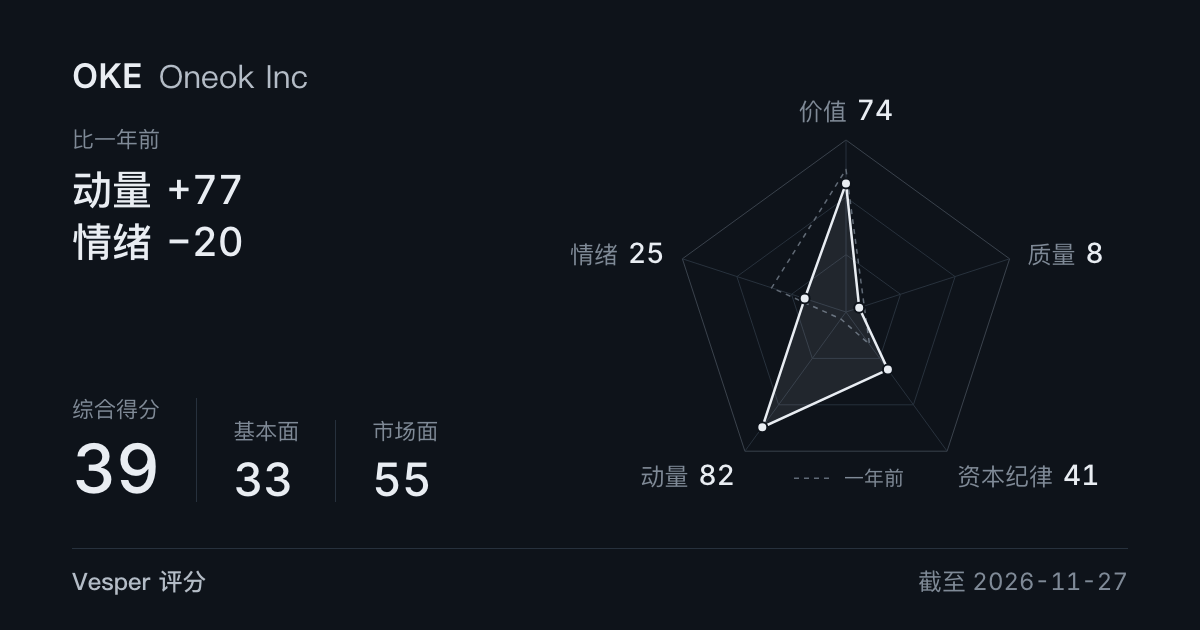 OKE Oneok Inc
比一年前
动量 +77
情绪 −20
综合得分
39
基本面
33
市场面
55
价值 74
情绪 25
质量 8
动量 82
---- 一年前
资本纪律 41
Vesper 评分
截至 2026-11-27